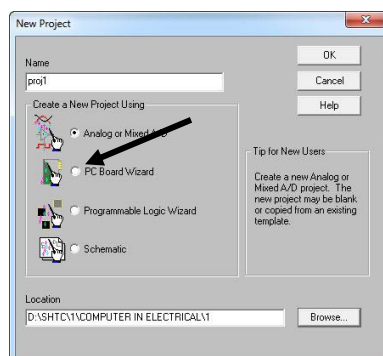 New Project
Name
proj1
OK
Cancel
Help
Create a New Project Using
Analog or Mixed A/D
PC Board Wizard
Programmable Logic Wizard
Schematic
Tip for New Users
Create a new Analog or
Mixed A/D project. The
new project may be blank
or copied from an existing
template.
Location
D:\SHTC\1\COMPUTER IN ELECTRICAL\1
Browse...